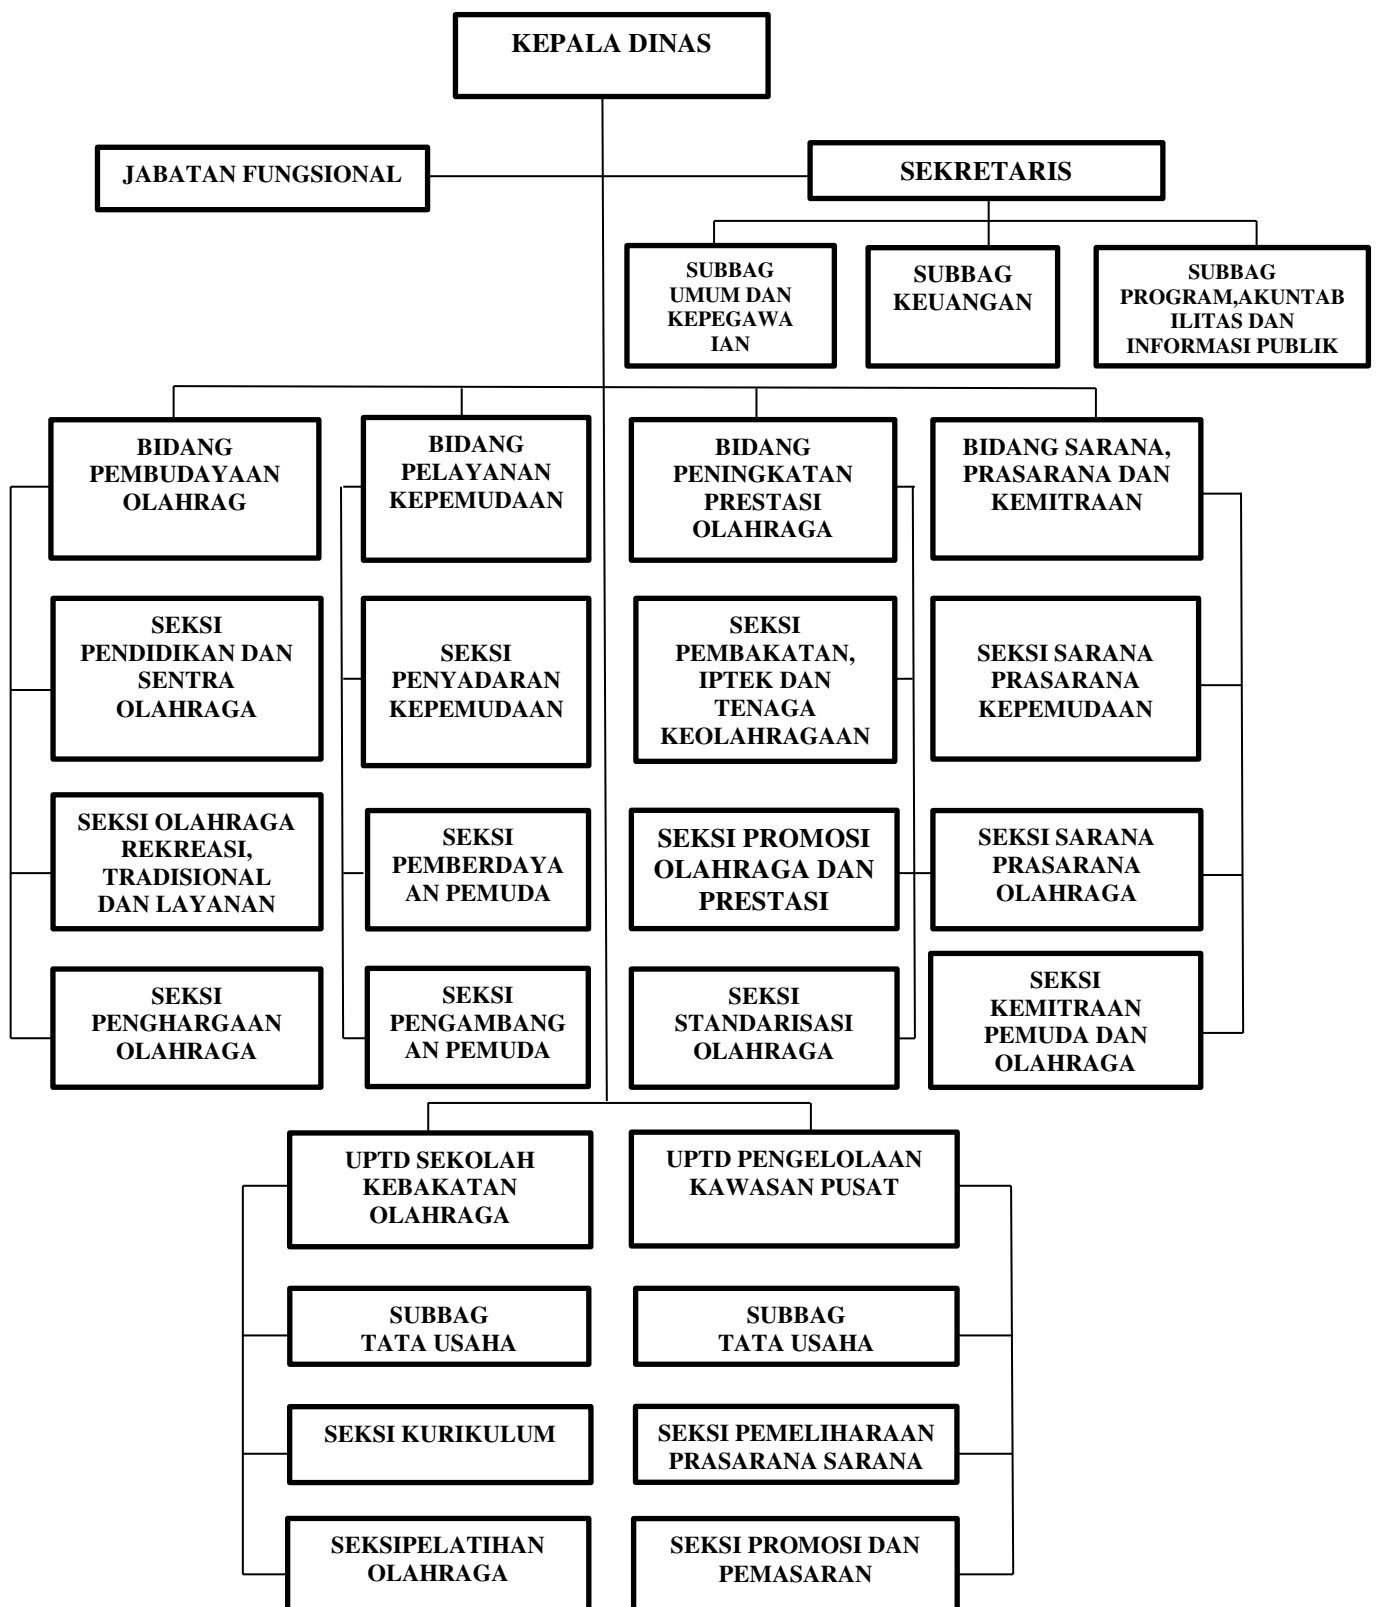 KEPALA DINAS
JABATAN FUNGSIONAL
SEKRETARIS
SUBBAG
UMUM DAN
KEPEGAWA
IAN
SUBBAG
KEUANGAN
SUBBAG
PROGRAM,AKUNTAB
ILITAS DAN
INFORMASI PUBLIK
BIDANG
PEMBUDAYAAN
OLAHRAG
BIDANG
PELAYANAN
KEPEMUDAAN
BIDANG
PENINGKATAN
PRESTASI
OLAHRAGA
BIDANG SARANA,
PRASARANA DAN
KEMITRAAN
SEKSI
PENDIDIKAN DAN
SENTRA
OLAHRAGA
SEKSI
PENYADARAN
KEPEMUDAAN
SEKSI
PEMBAKATAN,
IPTEK DAN
TENAGA
KEOLAHRAGAAN
SEKSI SARANA
PRASARANA
KEPEMUDAAN
SEKSI OLAHRAGA
REKREASI,
TRADISIONAL
DAN LAYANAN
SEKSI
PEMBERDAYA
AN PEMUDA
SEKSI PROMOSI
OLAHRAGA DAN
PRESTASI
SEKSI SARANA
PRASARANA
OLAHRAGA
SEKSI
PENGHARGAAN
OLAHRAGA
SEKSI
PENGAMBANG
AN PEMUDA
SEKSI
STANDARISASI
OLAHRAGA
SEKSI
KEMITRAAN
PEMUDA DAN
OLAHRAGA
UPTD SEKOLAH
KEBAKATAN
OLAHRAGA
UPTD PENGELOLAAN
KAWASAN PUSAT
SUBBAG
TATA USAHA
SUBBAG
TATA USAHA
SEKSI KURIKULUM
SEKSI PEMELIHARAAN
PRASARANA SARANA
SEKSIPELATIHAN
OLAHRAGA
SEKSI PROMOSI DAN
PEMASARAN